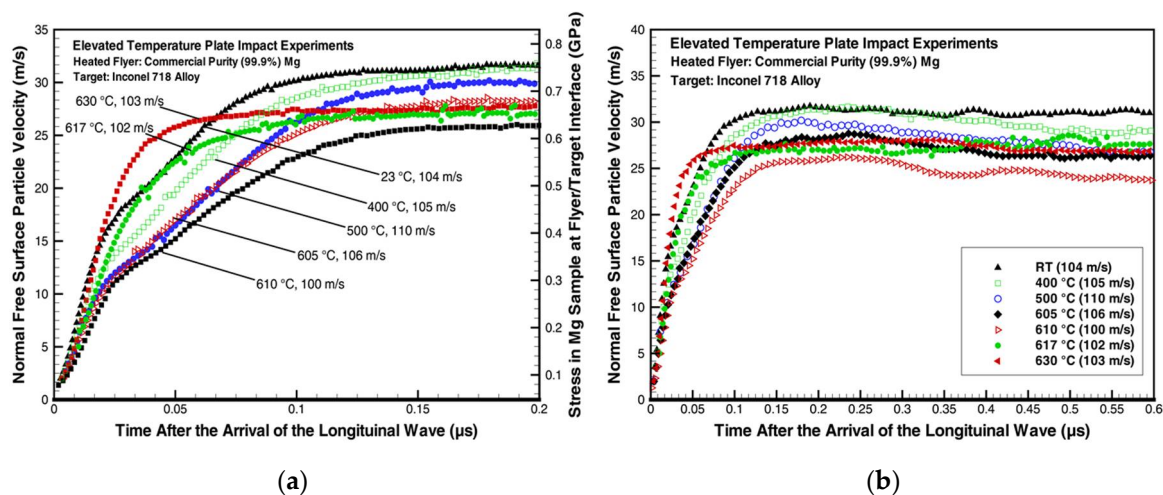 Elevated Temperature Plate Impact Experiments
Heated Flyer: Commercial Purity (99.9%) Mg
Target: Inconel 718 Alloy
630 °C, 103 m/s
617 °C, 102 m/s
23 °C, 104 m/s
400 °C, 105 m/s
500 °C, 110 m/s
605 °C, 106 m/s
610 °C, 100 m/s
Normal Free Surface Particle Velocity (m/s)
0
5
10
15
20
25
30
35
Stress in Mg Sample at Flyer/Target Interface (GPa)
0.1
0.2
0.3
0.4
0.5
0.6
0.7
0.8
0
0.05
0.1
0.15
0.2
Time After the Arrival of the Longituinal Wave (µs)
(a)
Elevated Temperature Plate Impact Experiments
Heated Flyer: Commercial Purity (99.9%) Mg
Target: Inconel 718 Alloy
Normal Free Surface Particle Velocity (m/s)
0
5
10
15
20
25
30
35
40
RT (104 m/s)
400 °C (105 m/s)
500 °C (110 m/s)
605 °C (106 m/s)
610 °C (100 m/s)
617 °C (102 m/s)
630 °C (103 m/s)
0
0.05
0.1
0.15
0.2
0.25
0.3
0.35
0.4
0.45
0.5
0.55
0.6
Time After the Arrival of the Longituinal Wave (µs)
(b)